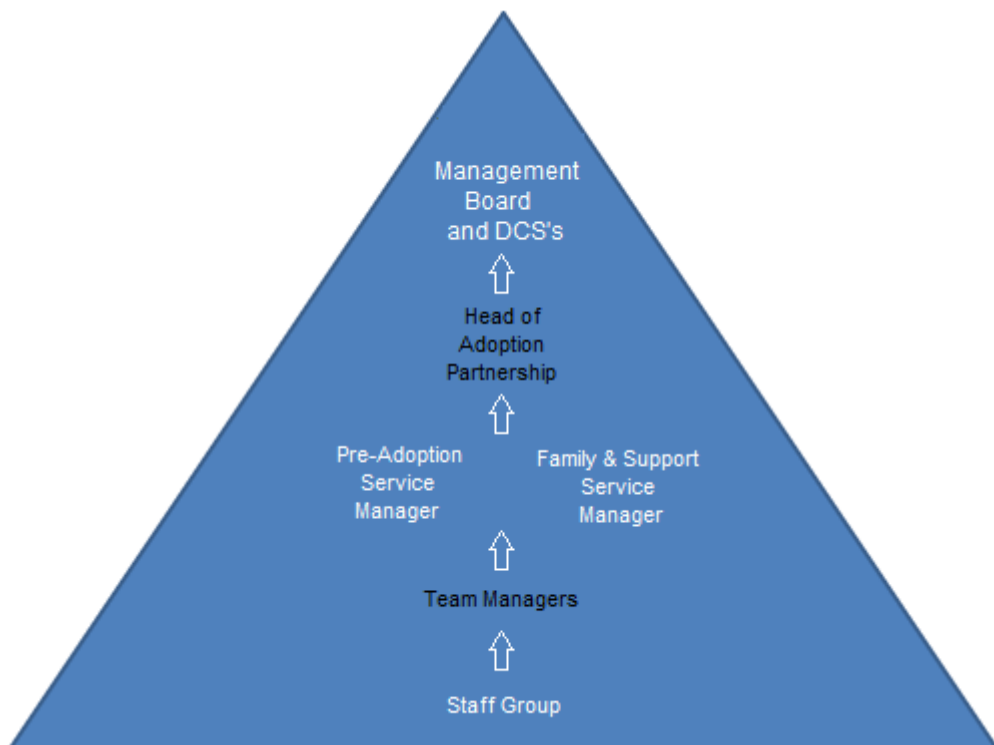 Management
Board
and DCS's
Head of
Adoption
Partnership
Pre-Adoption
Service
Manager
Family & Support
Service
Manager
Team Managers
Staff Group